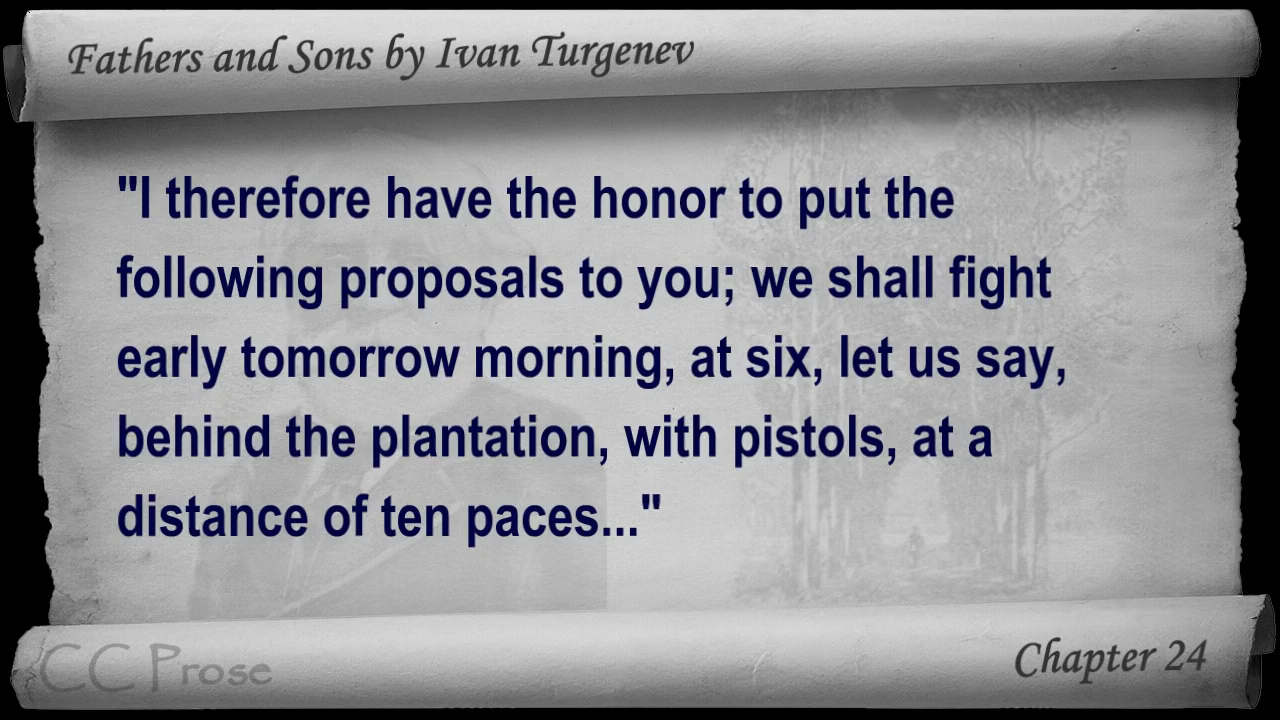 Fathers and Sons by Ivan Turgenev
"I therefore have the honor to put the
following proposals to you; we shall fight
early tomorrow morning, at six, let us say,
behind the plantation, with pistols, at a
distance of ten paces..."
CC Prose
Chapter 24